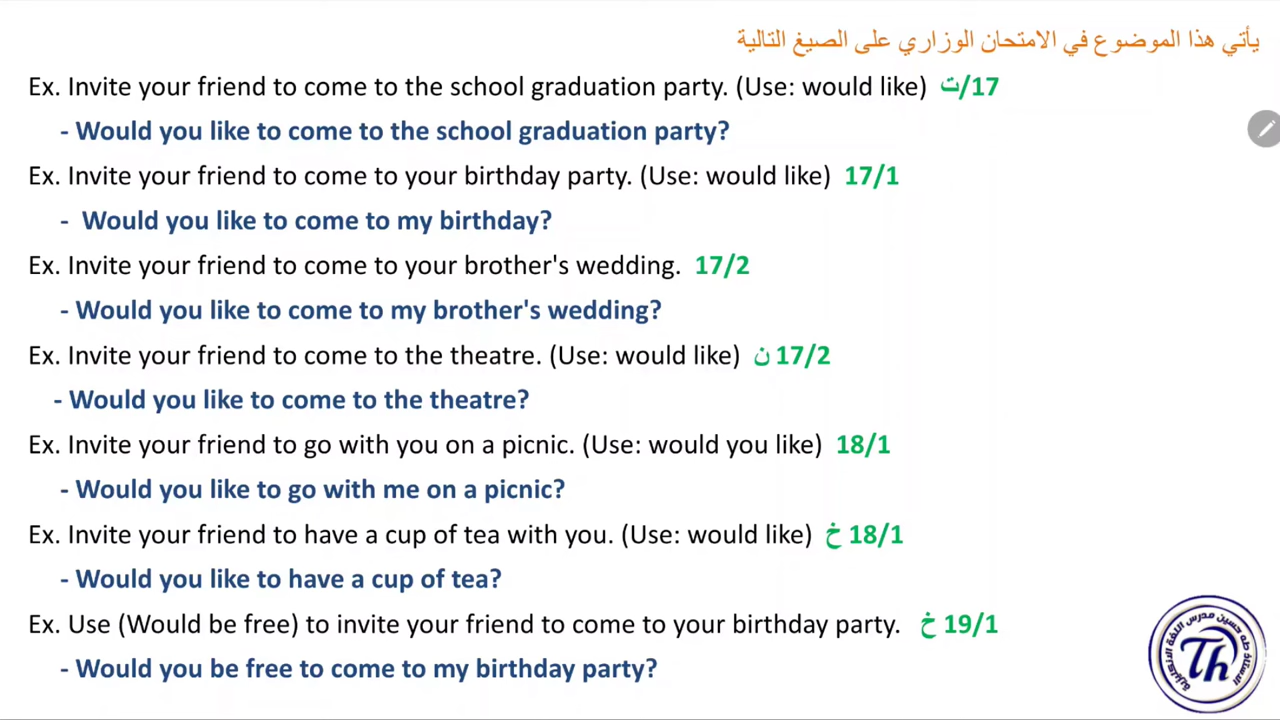 يأتي هذا الموضوع في الامتحان الوزاري على الصيغ التالية
Ex. Invite your friend to come to the school graduation party. (Use: would like) ت/17
- Would you like to come to the school graduation party?
Ex. Invite your friend to come to your birthday party. (Use: would like) 17/1
- Would you like to come to my birthday?
Ex. Invite your friend to come to your brother's wedding. 17/2
- Would you like to come to my brother's wedding?
Ex. Invite your friend to come to the theatre. (Use: would like) ن 17/2
- Would you like to come to the theatre?
Ex. Invite your friend to go with you on a picnic. (Use: would you like) 18/1
- Would you like to go with me on a picnic?
Ex. Invite your friend to have a cup of tea with you. (Use: would like) خ 18/1
- Would you like to have a cup of tea?
Ex. Use (Would be free) to invite your friend to come to your birthday party. خ 19/1
- Would you be free to come to my birthday party?
الاستاذ طه حسين مدرس اللغة الانكليزية
Th